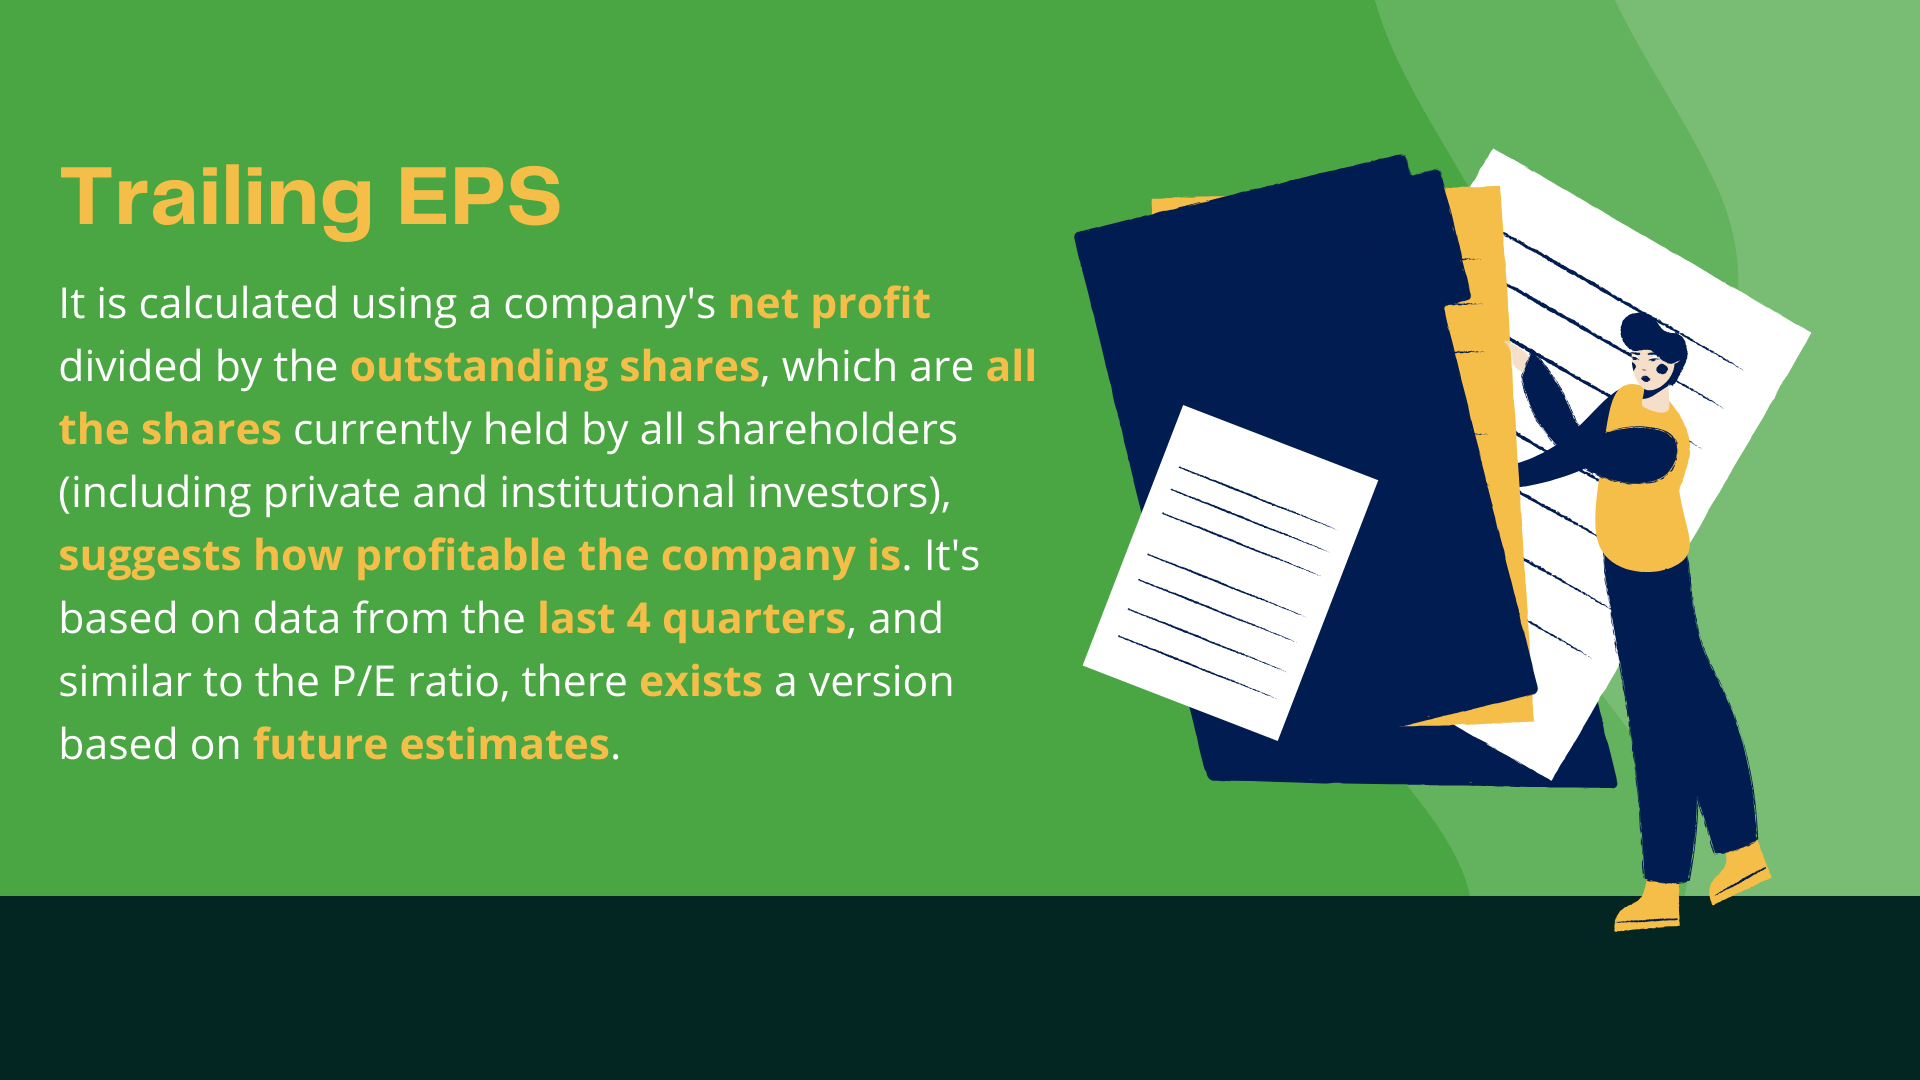 Trailing EPS
It is calculated using a company's net profit
divided by the outstanding shares, which are all
the shares currently held by all shareholders
(including private and institutional investors),
suggests how profitable the company is. It's
based on data from the last 4 quarters, and
similar to the P/E ratio, there exists a version
based on future estimates.